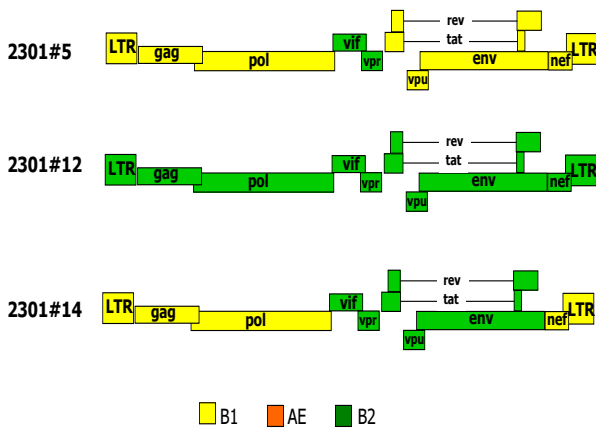 rev
2301#5 LTR vif tat LTR
gag pol vpr env nef
vpu
rev
2301#12 LTR gag vif tat LTR
pol vpr env nef
vpu
rev
2301#14 LTR vif tat LTR
gag pol vpr env nef
vpu
B1 AE B2